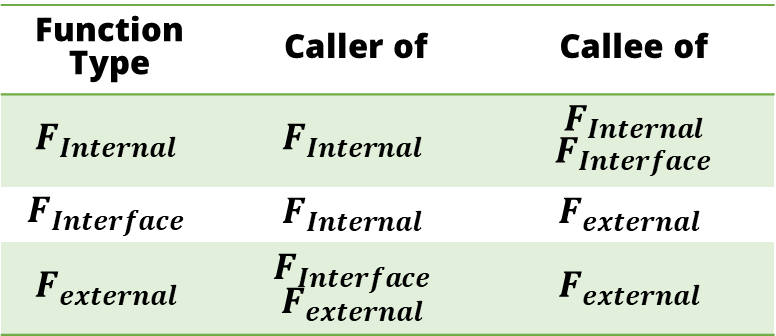 Function Type Caller of Callee of
F_Internal F_Internal F_Internal F_Interface
F_Interface F_Internal F_external
F_external F_Interface F_external F_external